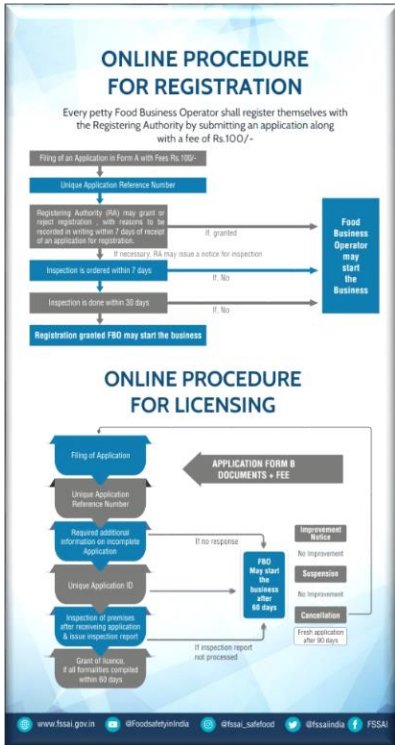 ONLINE PROCEDURE
FOR REGISTRATION
Every petty Food Business Operator shall register themselves with
the Registering Authority by submitting an application along
with a fee of Rs.100/-
Filing of an Application in Form A with Fees Rs.100/-
Unique Application Reference Number
Registering Authority (RA) may grant or
reject registration , with reasons to be
recorded in writing within 7 days of receipt
of an application for registration.
If, granted
If necessary, RA may issue a notice for inspection
Inspection is ordered within 7 days
If, No
Inspection is done within 30 days
If, No
Registration granted FBO may start the business
Food
Business
Operator
may
start
the
Business
ONLINE PROCEDURE
FOR LICENSING
Filing of Application
APPLICATION FORM B
DOCUMENTS + FEE
Unique Application
Reference Number
Required additional
information on incomplete
Application
If no response
Unique Application ID
Inspection of premises
after receiveing application
& issue inspection report
If inspection report
not processed
Grant of licence,
if all formalities compiled
within 60 days
FBO
May start
the
business
after
60 days
Improvement
Notice
No Improvement
Suspension
No Improvement
Cancellation
Fresh application
after 90 days
www.fssai.gov.in
@FoodsafetyinIndia
@fssai_safefood
@fssaiindia
FSSAI